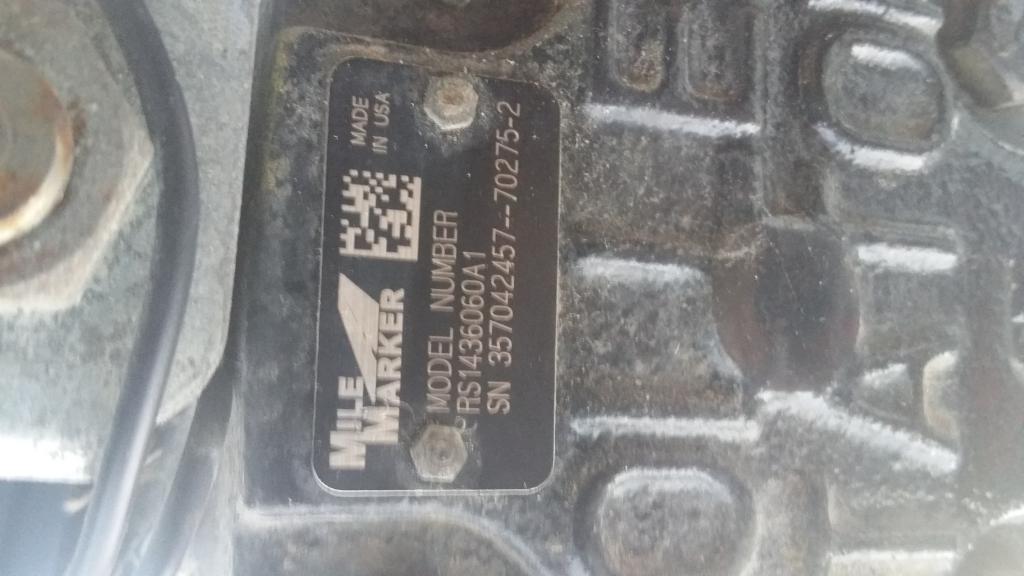 MILE
MARKER
MADE
IN USA
MODEL NUMBER
RS1436060A1
SN 357042457--70275-2